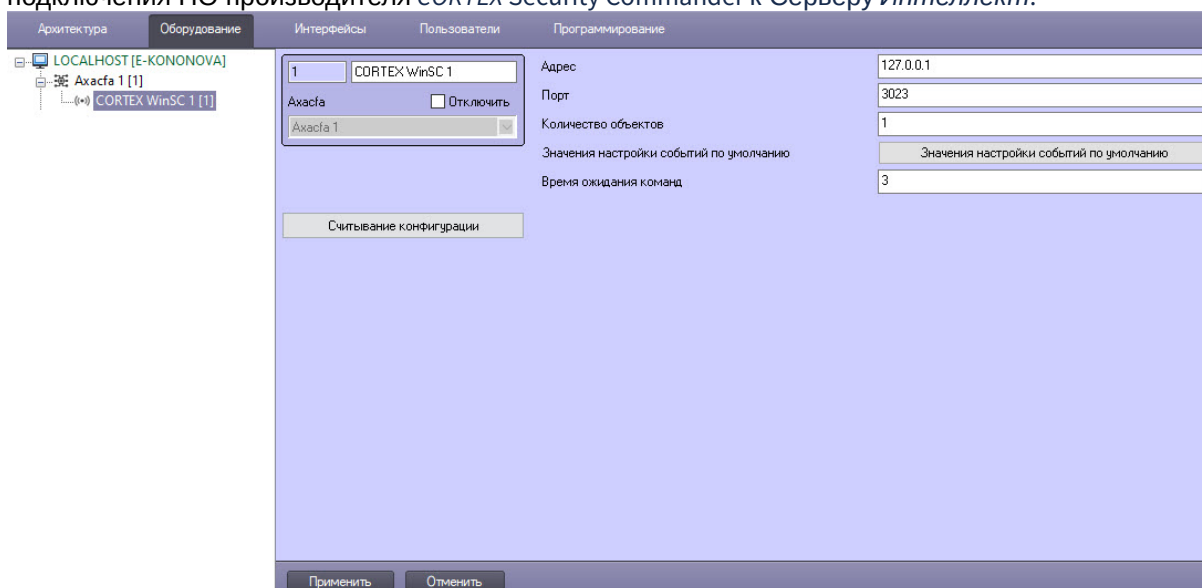 подключения ПО производителя CORTEX Security Commander к Серверу Интеллект.
Архитектура Оборудование Интерфейсы Пользователи Программирование
LOCALHOST [E-KONONOVA]
Axacfa 1 [1]
CORTEX WinSC 1 [1]
1 CORTEX WinSC 1
Axacfa Отключить
Axacfa 1
Считывание конфигурации
Адрес 127.0.0.1
Порт 3023
Количество объектов 1
Значения настройки событий по умолчанию Значения настройки событий по умолчанию
Время ожидания команд 3
Применить Отменить